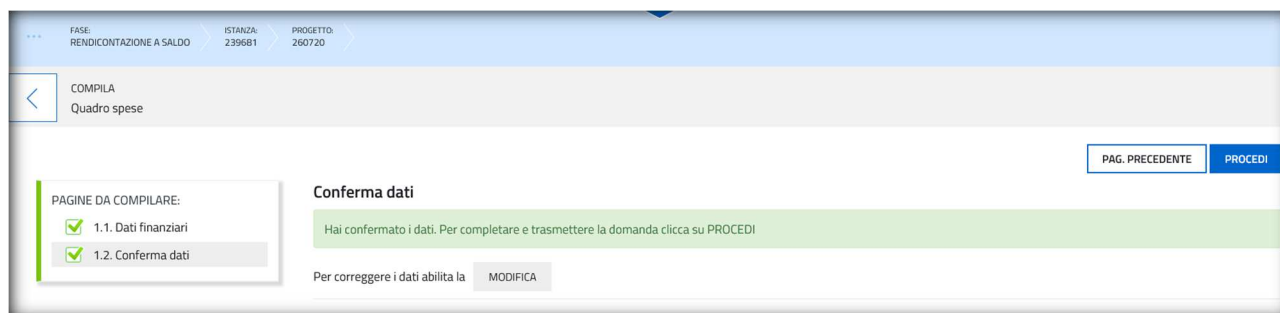 FASE:
RENDICONTAZIONE A SALDO
ISTANZA:
239681
PROGETTO:
260720
COMPILA
Quadro spese
PAG. PRECEDENTE
PROCEDI
PAGINE DA COMPILARE:
1.1. Dati finanziari
1.2. Conferma dati
Conferma dati
Hai confermato i dati. Per completare e trasmettere la domanda clicca su PROCEDI
Per correggere i dati abilita la MODIFICA